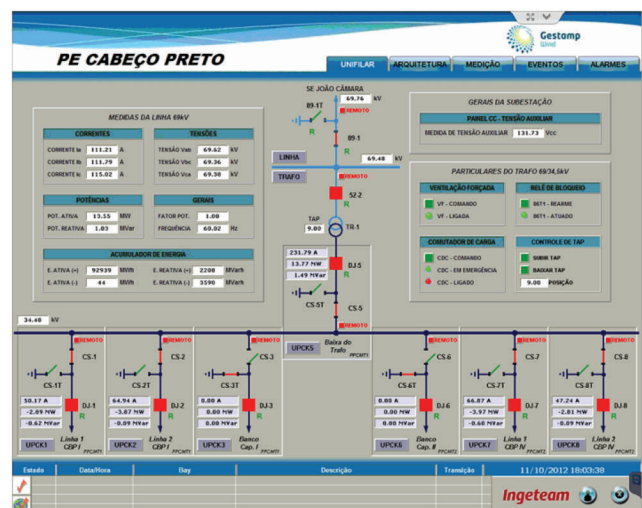 Gestomp
Eólica
PE CABEÇO PRETO
UNIFILAR
ARQUITETURA
MEDIÇÃO
EVENTOS
ALARMES
SE JOÃO CÂMARA
69.76 kV
89-1T
REMOTO
R
89-1
R
LINHA
69.48 kV
TRAFO
REMOTO
52-2
R
TAP
9.00
TR-1
MEDIDAS DA LINHA 69kV
CORRENTES
CORRENTE Ia 111.21 A
CORRENTE Ib 111.79 A
CORRENTE Ic 115.02 A
TENSÕES
TENSÃO Vab 69.62 kV
TENSÃO Vbc 69.36 kV
TENSÃO Vca 69.38 kV
POTÊNCIAS
POT. ATIVA 13.55 MW
POT. REATIVA 1.03 MVar
GERAIS
FATOR POT. 1.00
FREQUÊNCIA 60.02 Hz
ACUMULADOR DE ENERGIA
E.ATIVA (+) 92939 MWh
E.ATIVA (-) 44 MWh
E.REATIVA (+) 2208 MVarh
E.REATIVA (-) 3590 MVarh
GERAIS DA SUBESTAÇÃO
PAINEL CC - TENSÃO AUXILIAR
MEDIDA DE TENSÃO AUXILIAR 131.73 Vcc
PARTICULARES DO TRAFO 69/34,5kV
VENTILAÇÃO FORÇADA
VF - COMANDO
VF - LIGADA
RELÉ DE BLOQUEIO
86T1 - REARME
86T1 - ATUADO
COMUTADOR DE CARGA
CDC - COMANDO
CDC - EM EMERGÊNCIA
CDC - LIGADO
CONTROLE DE TAP
SUBIR TAP
BAIXAR TAP
9.00 POSIÇÃO
231.79 A
13.77 MW
1.49 MVar
DJ-5
R
CS-5T
CS-5
REMOTO
UPCK5
Baixa do
Trafo
PPCMT1
34.48 kV
REMOTO
CS-1
CS-1T
50.17 A
-2.89 MW
-0.62 MVar
DJ-1
R
UPCK1
Linha 1
CBP I
PPCMT1
REMOTO
CS-2
CS-2T
64.94 A
-3.87 MW
-0.09 MVar
DJ-2
R
UPCK2
Linha 2
CBP I
PPCMT1
REMOTO
CS-3
CS-3T
0.00 A
0.00 MW
0.00 MVar
DJ-3
R
UPCK3
Banco
Cap. I
PPCMT1
REMOTO
CS-6
CS-6T
0.00 A
0.00 MW
0.00 MVar
DJ-6
R
UPCK6
Banco
Cap. II
PPCMT2
REMOTO
CS-7
CS-7T
66.87 A
-3.97 MW
-0.60 MVar
DJ-7
R
UPCK7
Linha 1
CBP IV
PPCMT2
REMOTO
CS-8
CS-8T
47.24 A
-2.81 MW
-0.09 MVar
DJ-8
R
UPCK8
Linha 2
CBP IV
PPCMT2
Estado Data/Hora Bay Descrição Transição 11/10/2012 18:03:38
Ingeteam